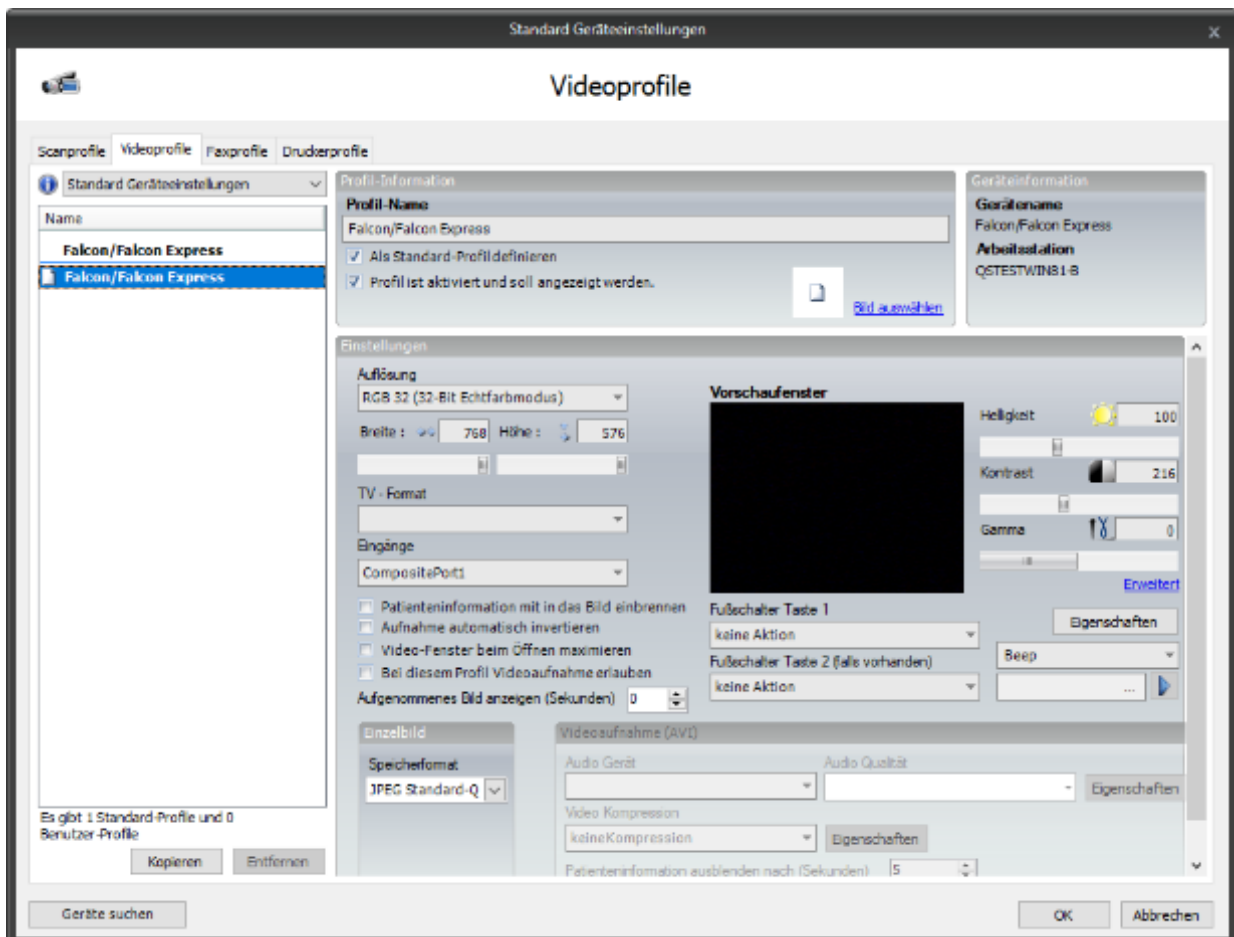 Standard Geräteeinstellungen
Videoprofile
Scanprofile Videoprofile Faxprofile Druckerprofile
Standard Geräteeinstellungen
Name
Falcon/Falcon Express
Falcon/Falcon Express
Es gibt 1 Standard-Profile und 0
Benutzer-Profile
Kopieren Entfernen
Profil-Information
Profil-Name
Falcon/Falcon Express
Als Standard-Profil definieren
Profil ist aktiviert und soll angezeigt werden.
Bild auswählen
Geräteinformation
Gerätename
Falcon/Falcon Express
Arbeitsstation
QSTESTWIN81-B
Einstellungen
Auflösung
RGB 32 (32-Bit Echtfarbmodus)
Breite : 768 Höhe : 576
TV - Format
Eingänge
CompositePort1
Patienteninformation mit in das Bild einbrennen
Aufnahme automatisch invertieren
Video-Fenster beim Öffnen maximieren
Bei diesem Profil Videoaufnahme erlauben
Aufgenommenes Bild anzeigen (Sekunden) 0
Vorschaufenster
Fußschalter Taste 1
keine Aktion
Fußschalter Taste 2 (falls vorhanden)
keine Aktion
Helligkeit 100
Kontrast 216
Gamma 0
Erweitert
Eigenschaften
Beep
...
Einzelbild
Speicherformat
JPEG Standard-Q
Videoaufnahme (AVI)
Audio Gerät Audio Qualität
Eigenschaften
Video Kompression
keineKompression Eigenschaften
Patienteninformation ausblenden nach (Sekunden) 5
Geräte suchen OK Abbrechen